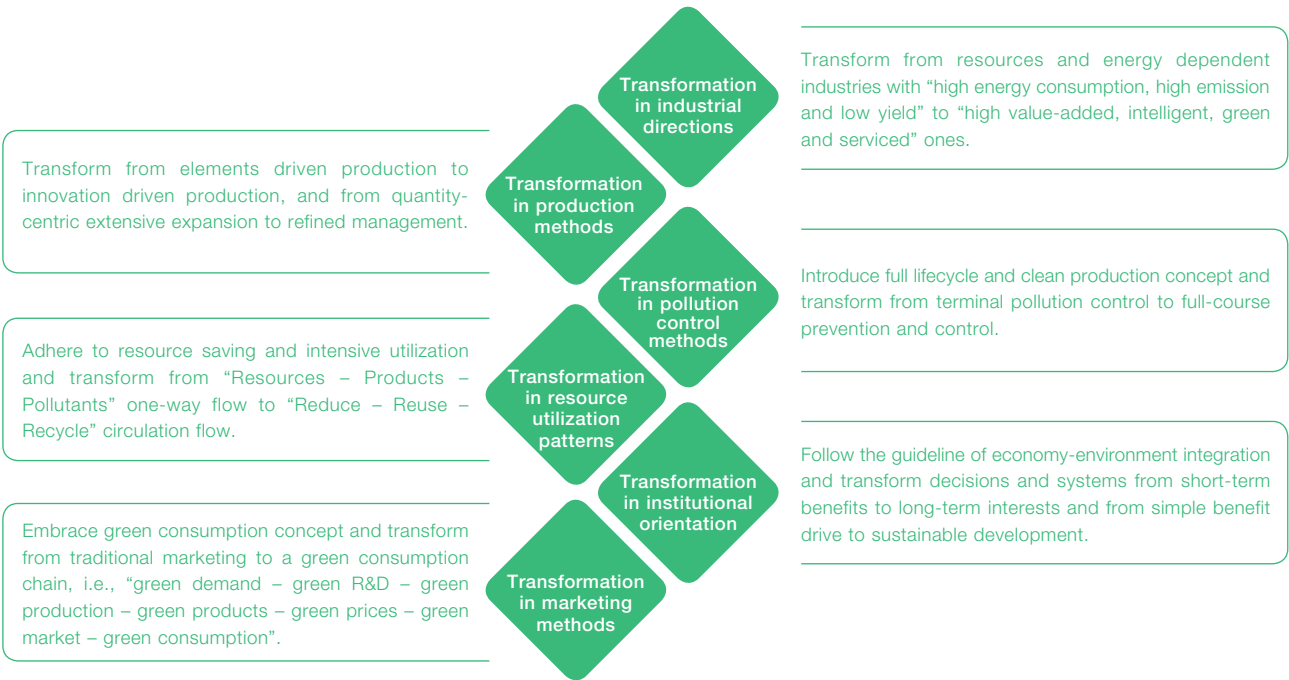 Transformation
in industrial
directions
Transform from resources and energy dependent
industries with “high energy consumption, high emission
and low yield” to “high value-added, intelligent, green
and serviced” ones.
Transformation
in production
methods
Transform from elements driven production to
innovation driven production, and from quantity-
centric extensive expansion to refined management.
Transformation
in pollution
control
methods
Introduce full lifecycle and clean production concept and
transform from terminal pollution control to full-course
prevention and control.
Transformation
in resource
utilization
patterns
Adhere to resource saving and intensive utilization
and transform from “Resources – Products –
Pollutants” one-way flow to “Reduce – Reuse –
Recycle” circulation flow.
Transformation
in institutional
orientation
Follow the guideline of economy-environment integration
and transform decisions and systems from short-term
benefits to long-term interests and from simple benefit
drive to sustainable development.
Transformation
in marketing
methods
Embrace green consumption concept and transform
from traditional marketing to a green consumption
chain, i.e., “green demand – green R&D – green
production – green products – green prices – green
market – green consumption”.